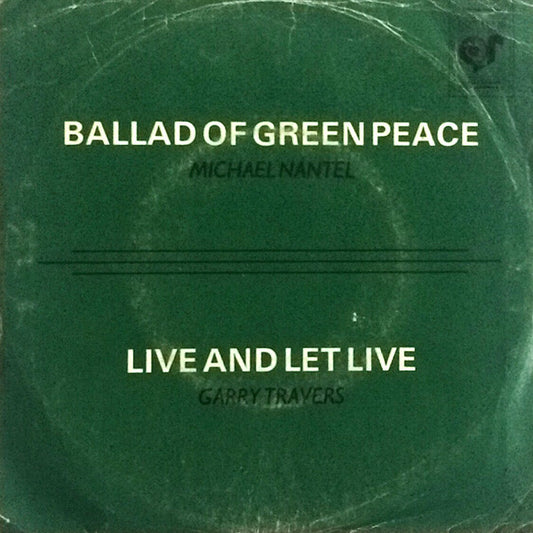 BALLAD OF GREEN PEACE
MICHAEL NANTEL
LIVE AND LET LIVE
GARRY TRAVERS